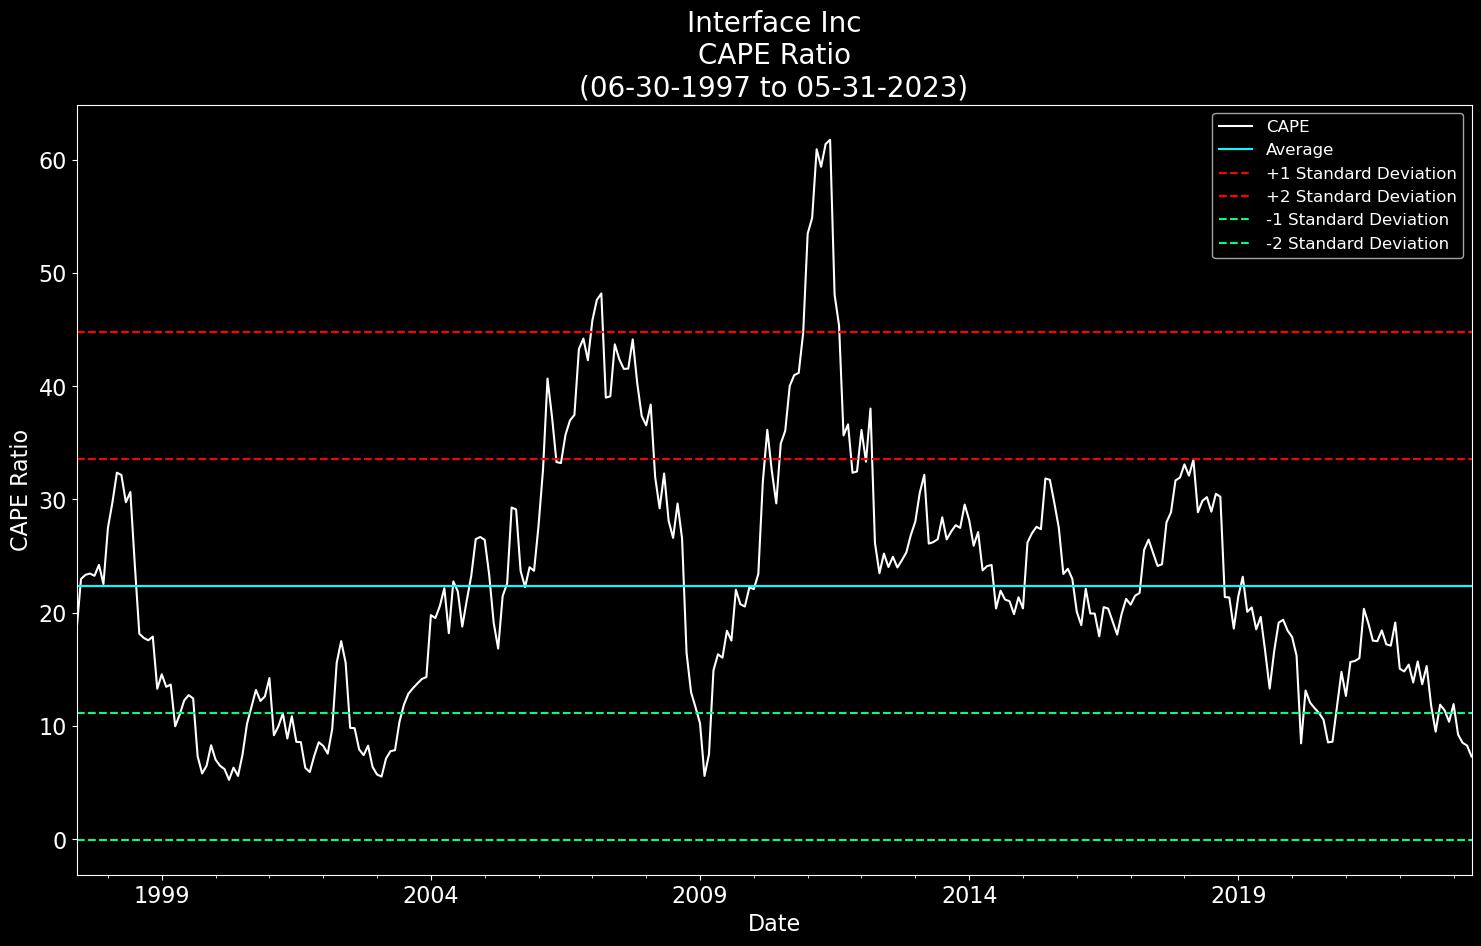 Interface Inc
CAPE Ratio
(06-30-1997 to 05-31-2023)
CAPE
Average
+1 Standard Deviation
+2 Standard Deviation
-1 Standard Deviation
-2 Standard Deviation
60
50
40
30
20
10
0
CAPE Ratio
1999 2004 2009 2014 2019
Date